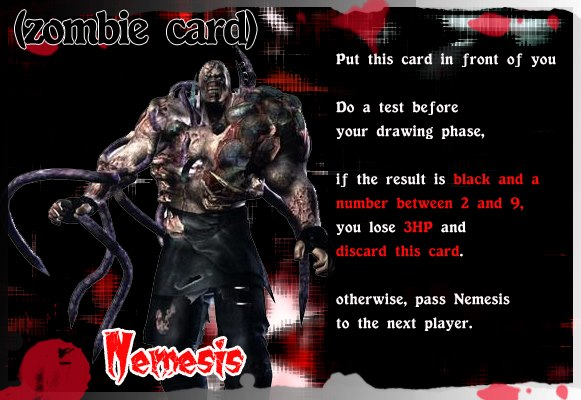 (zombie card)
Put this card in front of you
Do a test before
your drawing phase,
if the result is black and a
number between 2 and 9,
you lose 3HP and
discard this card.
otherwise, pass Nemesis
to the next player.
Nemesis